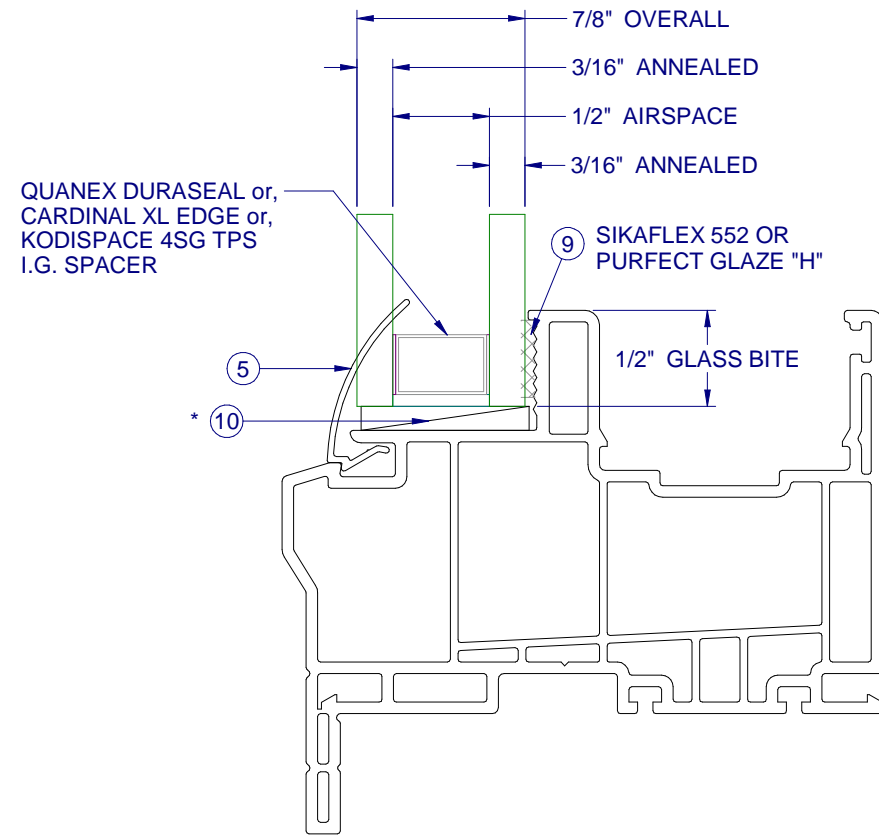 7/8" OVERALL
3/16" ANNEALED
1/2" AIRSPACE
3/16" ANNEALED
QUANEX DURASEAL or,
CARDINAL XL EDGE or,
KODISPACE 4SG TPS
I.G. SPACER
9 SIKAFLEX 552 OR
PURFECT GLAZE "H"
1/2" GLASS BITE
5
* 10